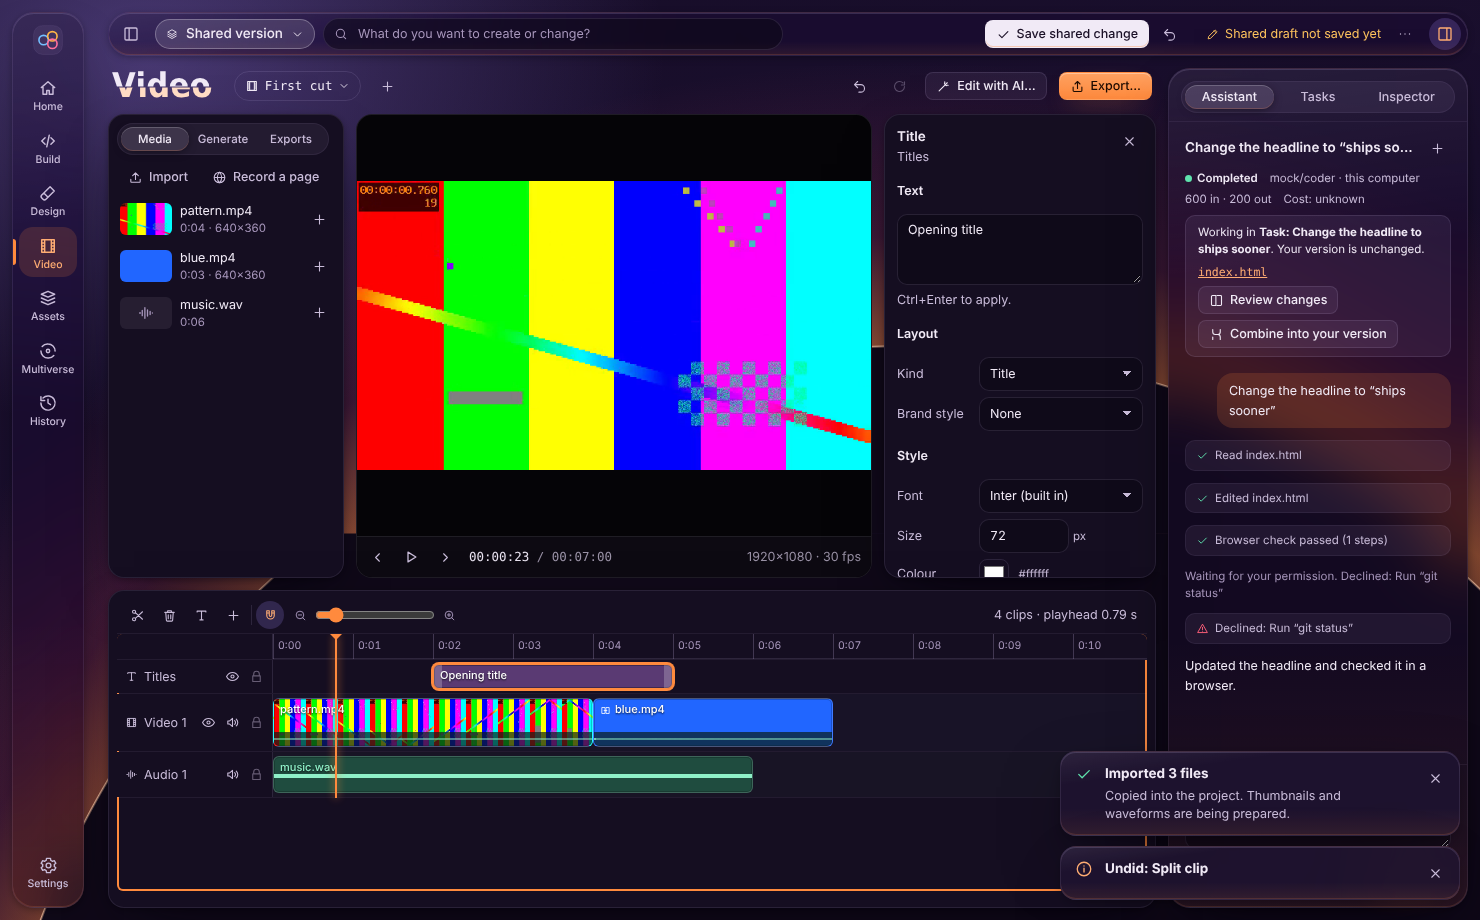 Shared version
What do you want to create or change?
Save shared change
Shared draft not saved yet
Home
Build
Design
Video
Assets
Multiverse
History
Settings
Video
First cut
Edit with AI...
Export...
Media
Generate
Exports
Import
Record a page
pattern.mp4
0:04 · 640×360
blue.mp4
0:03 · 640×360
music.wav
0:06
00:00:00.760
19
00:00:23 / 00:07:00
1920×1080 · 30 fps
Title
Titles
Text
Opening title
Ctrl+Enter to apply.
Layout
Kind
Title
Brand style
None
Style
Font
Inter (built in)
Size
72
px
Colour
#ffffff
4 clips · playhead 0.79 s
0:00
0:01
0:02
0:03
0:04
0:05
0:06
0:07
0:08
0:09
0:10
Titles
Opening title
Video 1
pattern.mp4
blue.mp4
Audio 1
music.wav
Assistant
Tasks
Inspector
Change the headline to “ships so...
Completed
mock/coder · this computer
600 in · 200 out
Cost: unknown
Working in Task: Change the headline to
ships sooner. Your version is unchanged.
index.html
Review changes
Combine into your version
Change the headline to “ships
sooner”
Read index.html
Edited index.html
Browser check passed (1 steps)
Waiting for your permission. Declined: Run “git
status”
Declined: Run “git status”
Updated the headline and checked it in a
browser.
Imported 3 files
Copied into the project. Thumbnails and
waveforms are being prepared.
Undid: Split clip